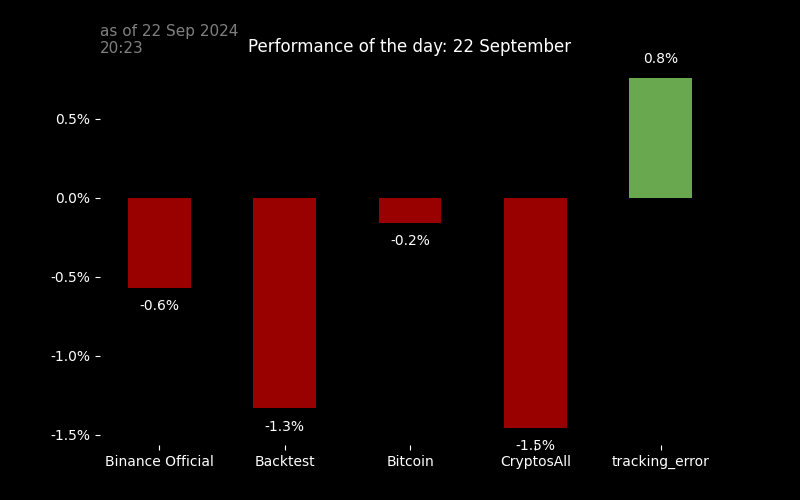 as of 22 Sep 2024
20:23
Performance of the day: 22 September
0.8%
0.5%
0.0%
-0.5%
-1.0%
-1.5%
-0.6%
-1.3%
-0.2%
-1.5%
Binance Official
Backtest
Bitcoin
CryptosAll
tracking_error